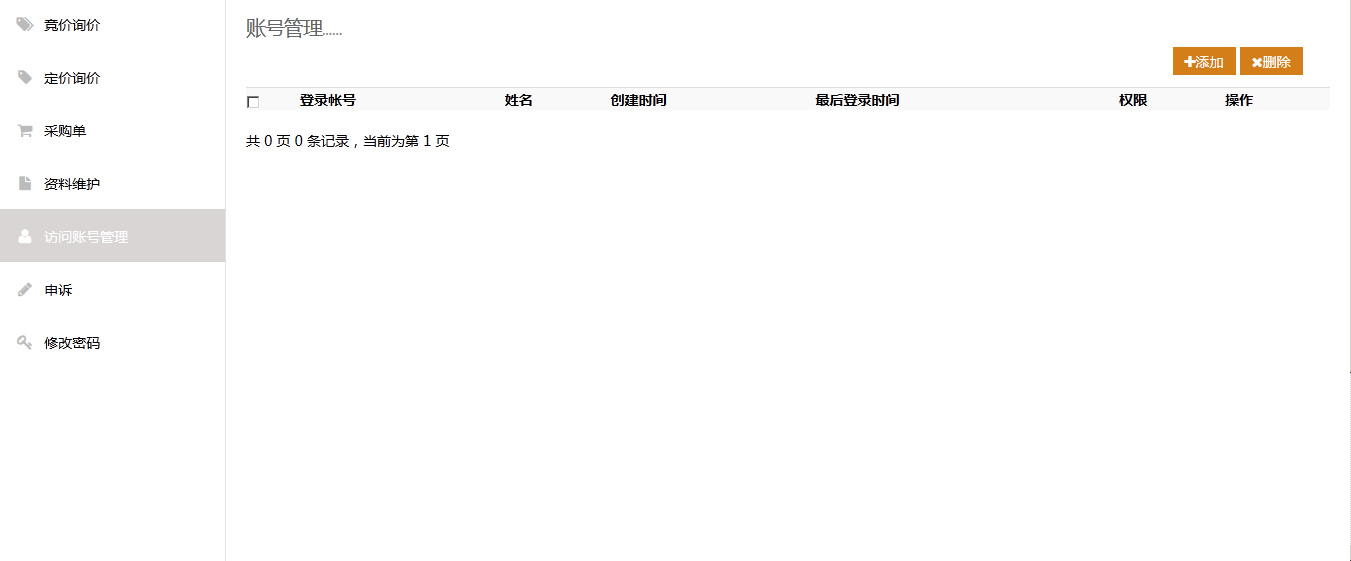 竞价询价
定价询价
采购单
资料维护
访问账号管理
申诉
修改密码
账号管理......
添加 删除
登录帐号 姓名 创建时间 最后登录时间 权限 操作
共 0 页 0 条记录，当前为第 1 页